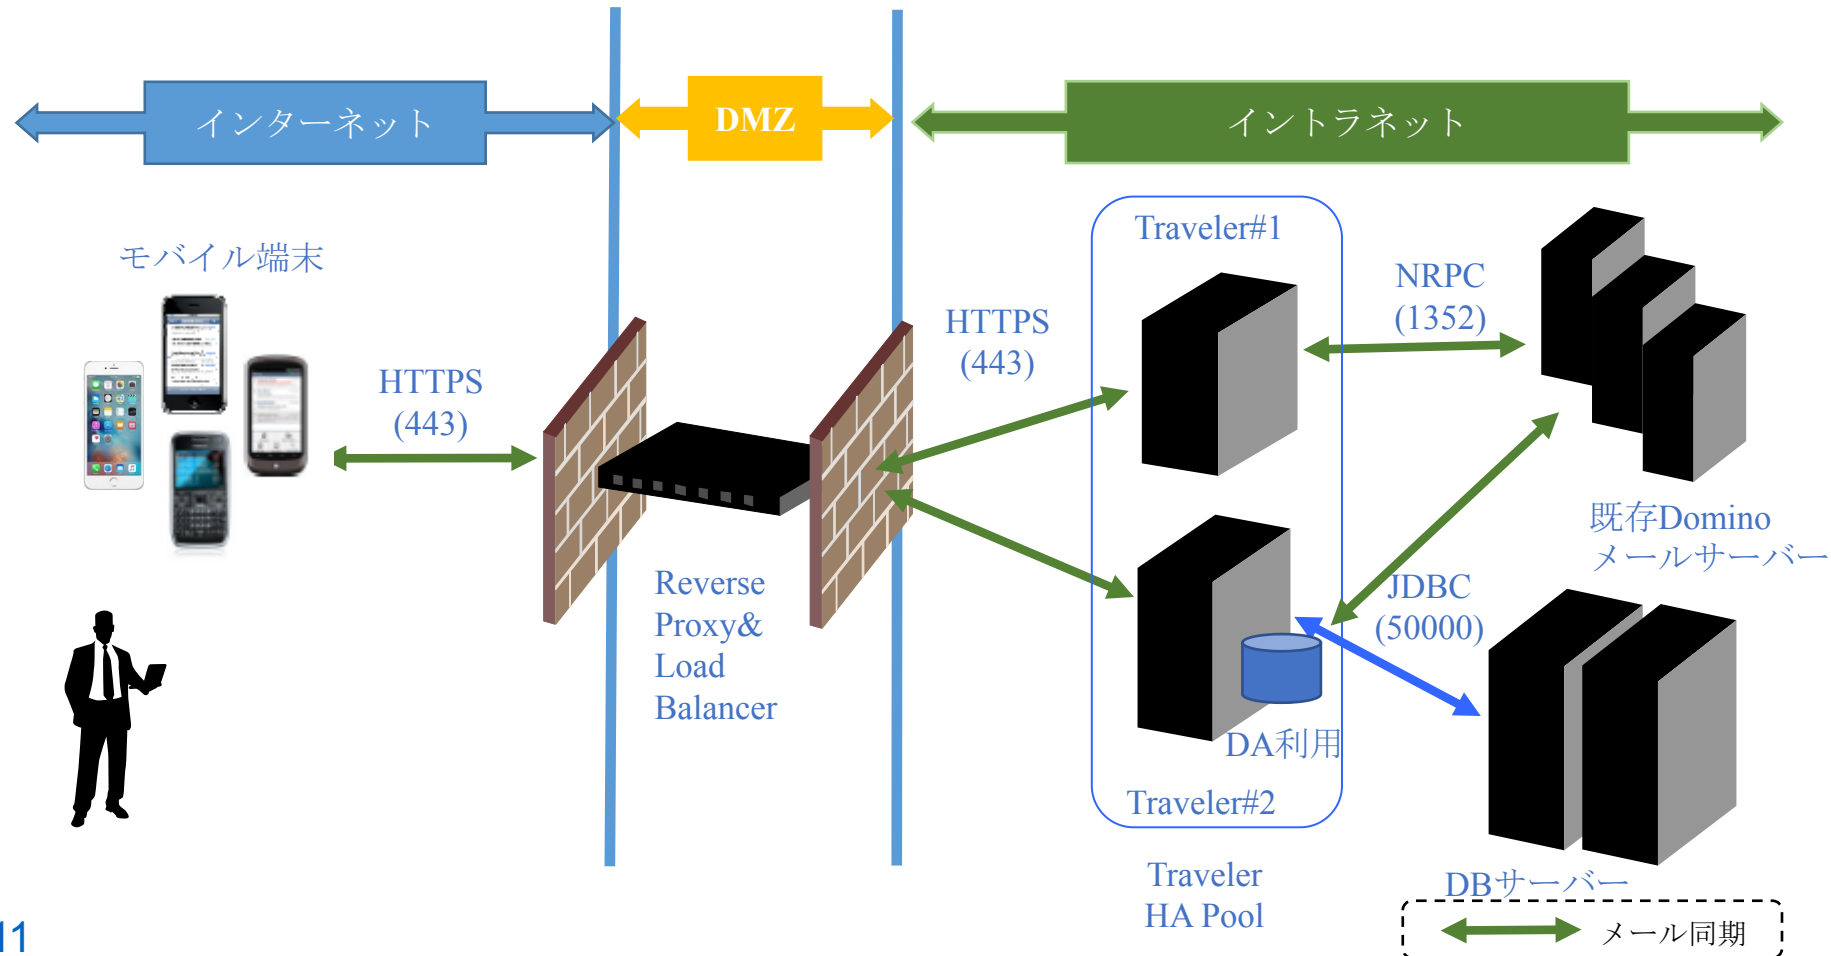 インターネット
DMZ
イントラネット
モバイル端末
HTTPS
(443)
Reverse
Proxy&
Load
Balancer
HTTPS
(443)
Traveler#1
NRPC
(1352)
既存Domino
メールサーバー
JDBC
(50000)
DA利用
Traveler#2
Traveler
HA Pool
DBサーバー
メール同期
11